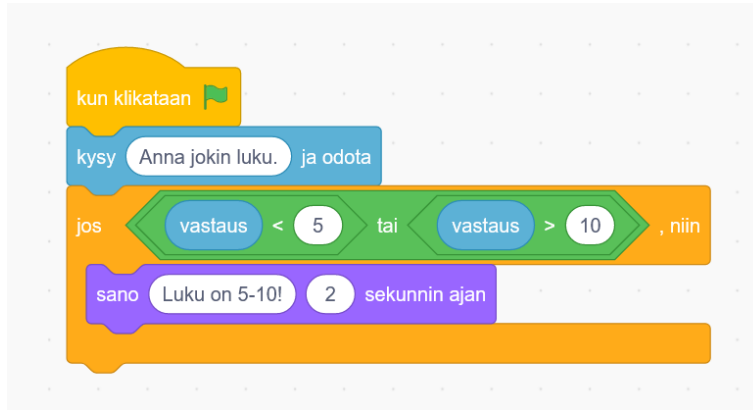 kun klikataan
kysy Anna jokin luku. ja odota
jos vastaus < 5 tai vastaus > 10 , niin
sano Luku on 5-10! 2 sekunnin ajan